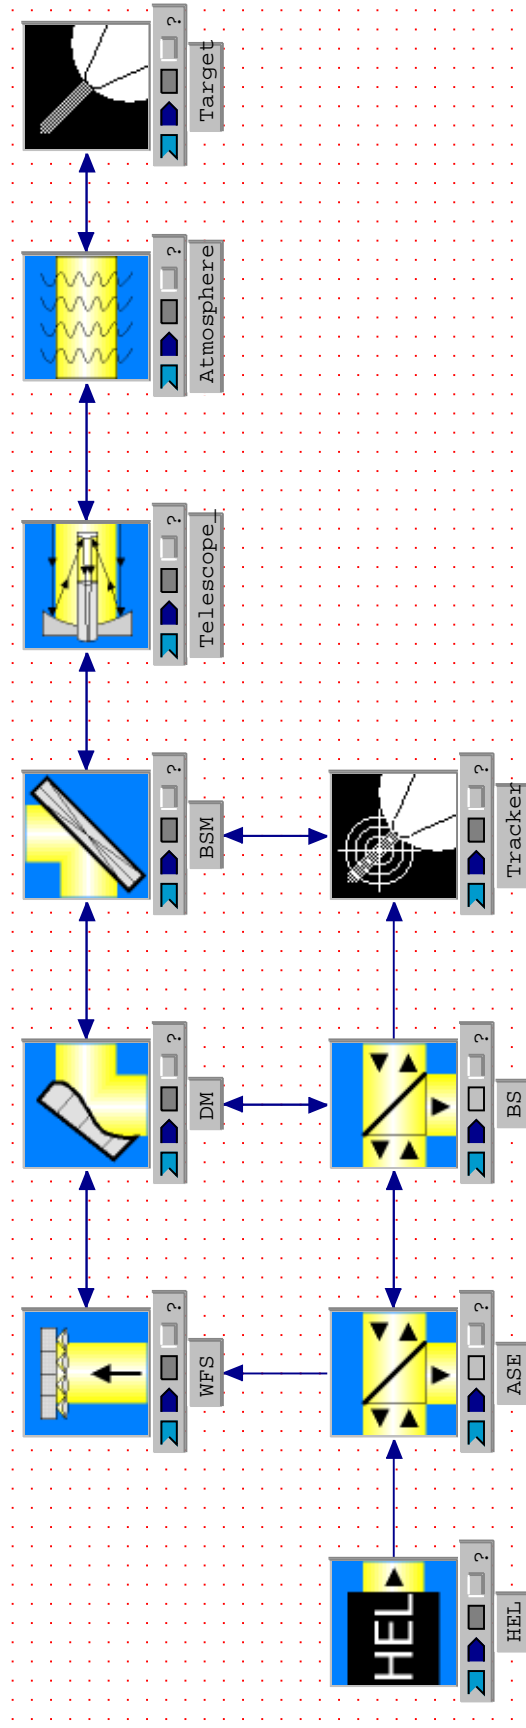 Target
?
Atmosphere
?
Telescope_
?
BSM
?
Tracker
?
DM
?
BS
?
WFS
?
ASE
?
HEL
HEL
?